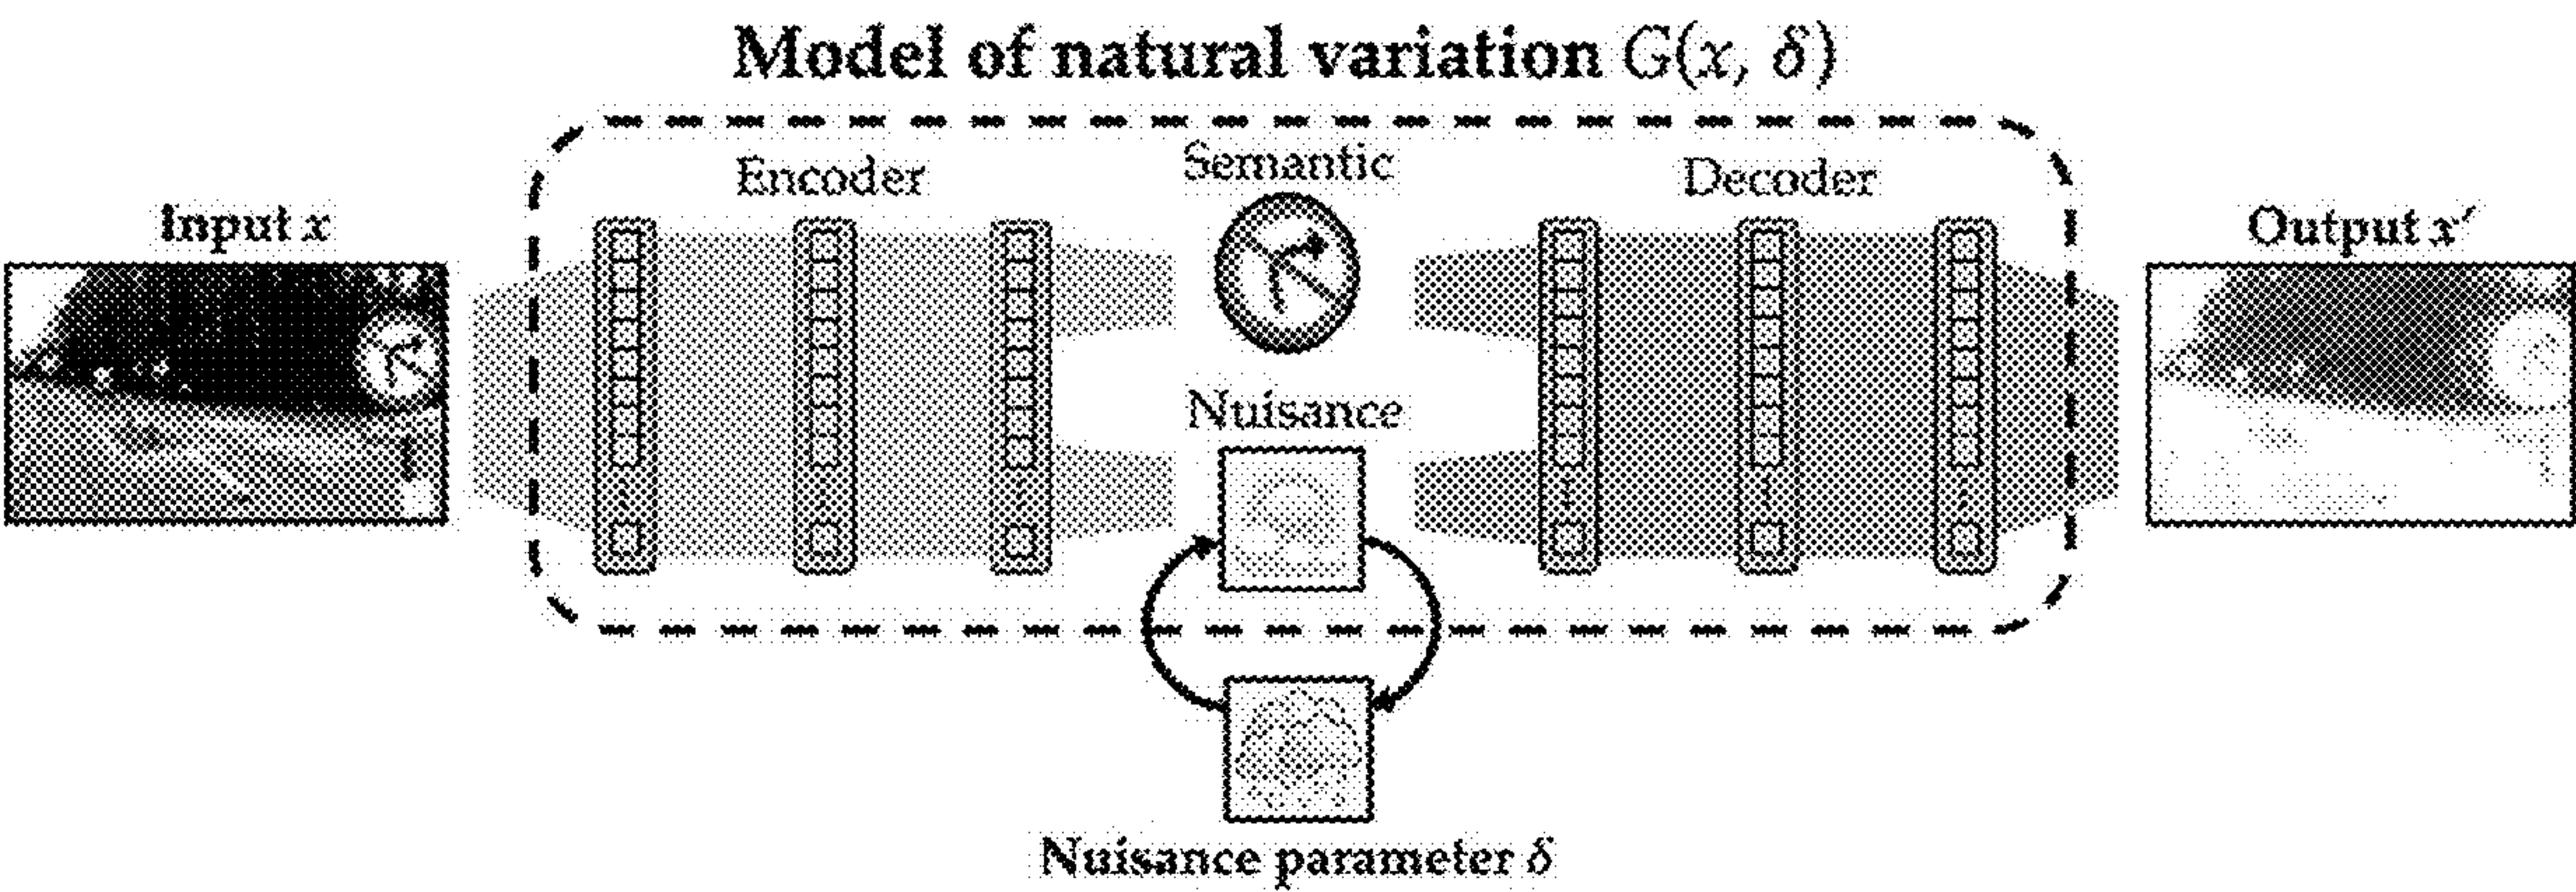 Model of natural variation G(x, δ)
Encoder
Semantic
Decoder
Input x
Output x′
Nuisance
Nuisance parameter δ